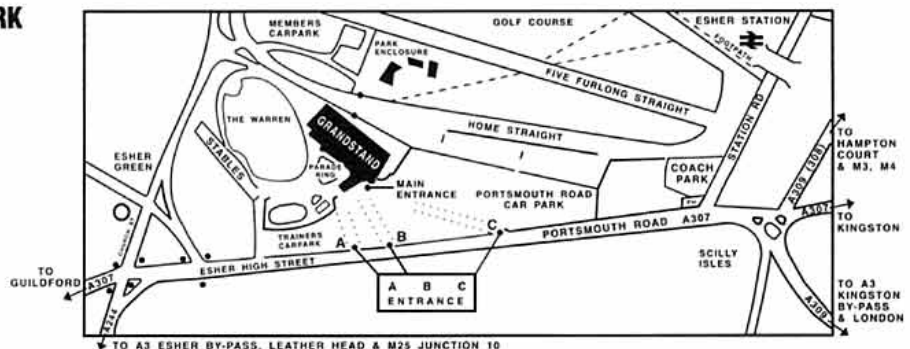 RK
MEMBERS
CARPARK
GOLF COURSE
ESHER STATION
FOOTPATH
PARK
ENCLOSURE
FIVE FURLONG STRAIGHT
THE WARREN
GRANDSTAND
HOME STRAIGHT
STATION RD
TO
HAMPTON
COURT
& M3, M4
A309 (308)
STABLES
ESHER
GREEN
PARADE
RING
MAIN
ENTRANCE
COACH
PARK
PORTSMOUTH ROAD
CAR PARK
A307
TO
KINGSTON
CHURCH ST
TRAINERS
CARPARK
A
B
C
PORTSMOUTH ROAD A307
SCILLY
ISLES
TO
GUILDFORD
A307
ESHER HIGH STREET
A B C
ENTRANCE
TO A3
KINGSTON
BY-PASS
& LONDON
A309
A244
TO A3 ESHER BY-PASS, LEATHER HEAD & M25 JUNCTION 10